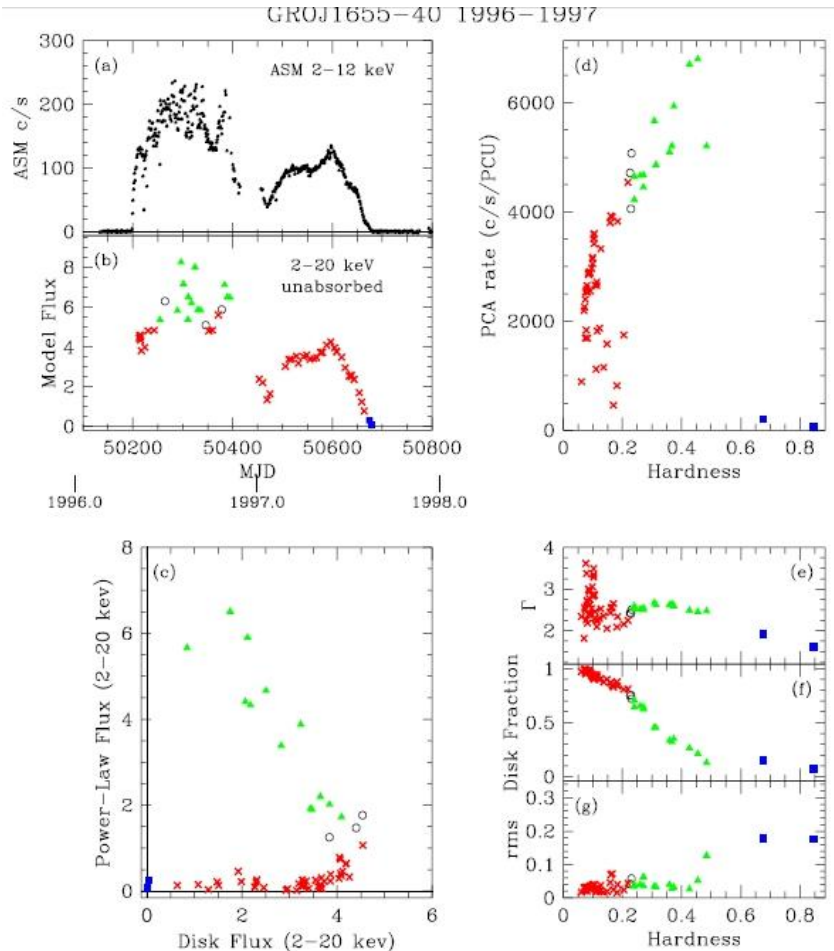 GROJ1655−40 1996−1997
(a)
ASM 2−12 keV
ASM c/s
300
200
100
0
(b)
2−20 keV
unabsorbed
Model Flux
8
6
4
2
0
50200 50400 50600 50800
MJD
1996.0 1997.0 1998.0
(d)
PCA rate (c/s/PCU)
6000
4000
2000
0
0 0.2 0.4 0.6 0.8
Hardness
(c)
Power−Law Flux (2−20 kev)
8
6
4
2
0
0 2 4 6
Disk Flux (2−20 kev)
(e)
Γ
4
3
2
(f)
Disk Fraction
1
0.5
0
(g)
rms
0.3
0.2
0.1
0
0 0.2 0.4 0.6 0.8
Hardness